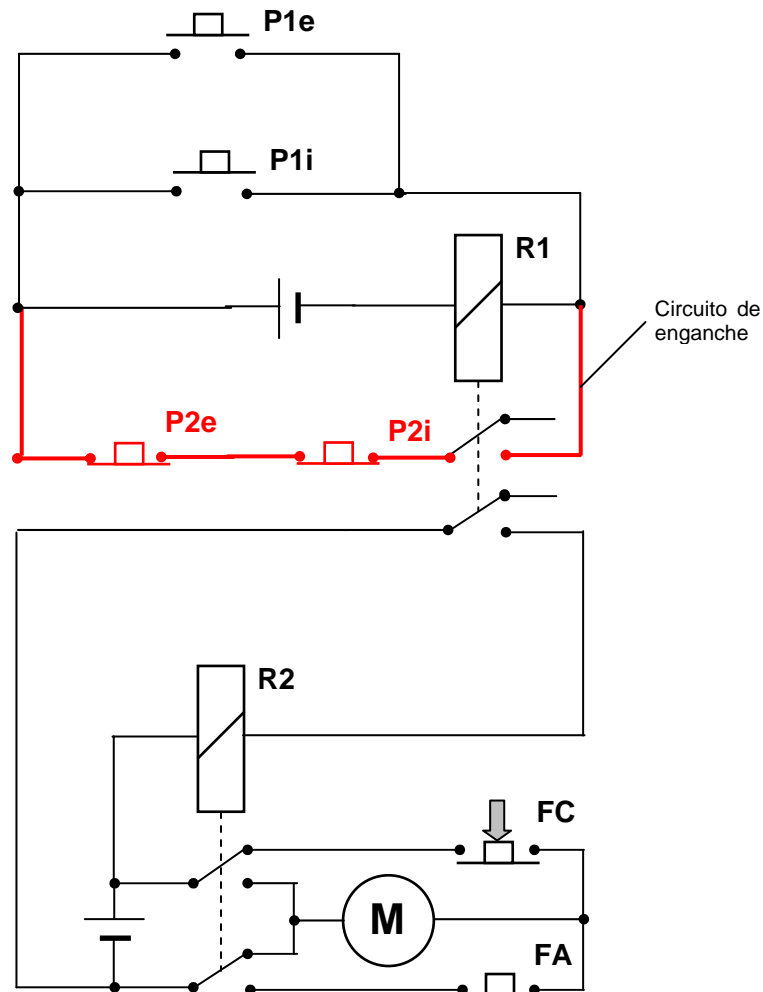 P1e
P1i
R1
Circuito de
enganche
P2e
P2i
R2
FC
M
FA